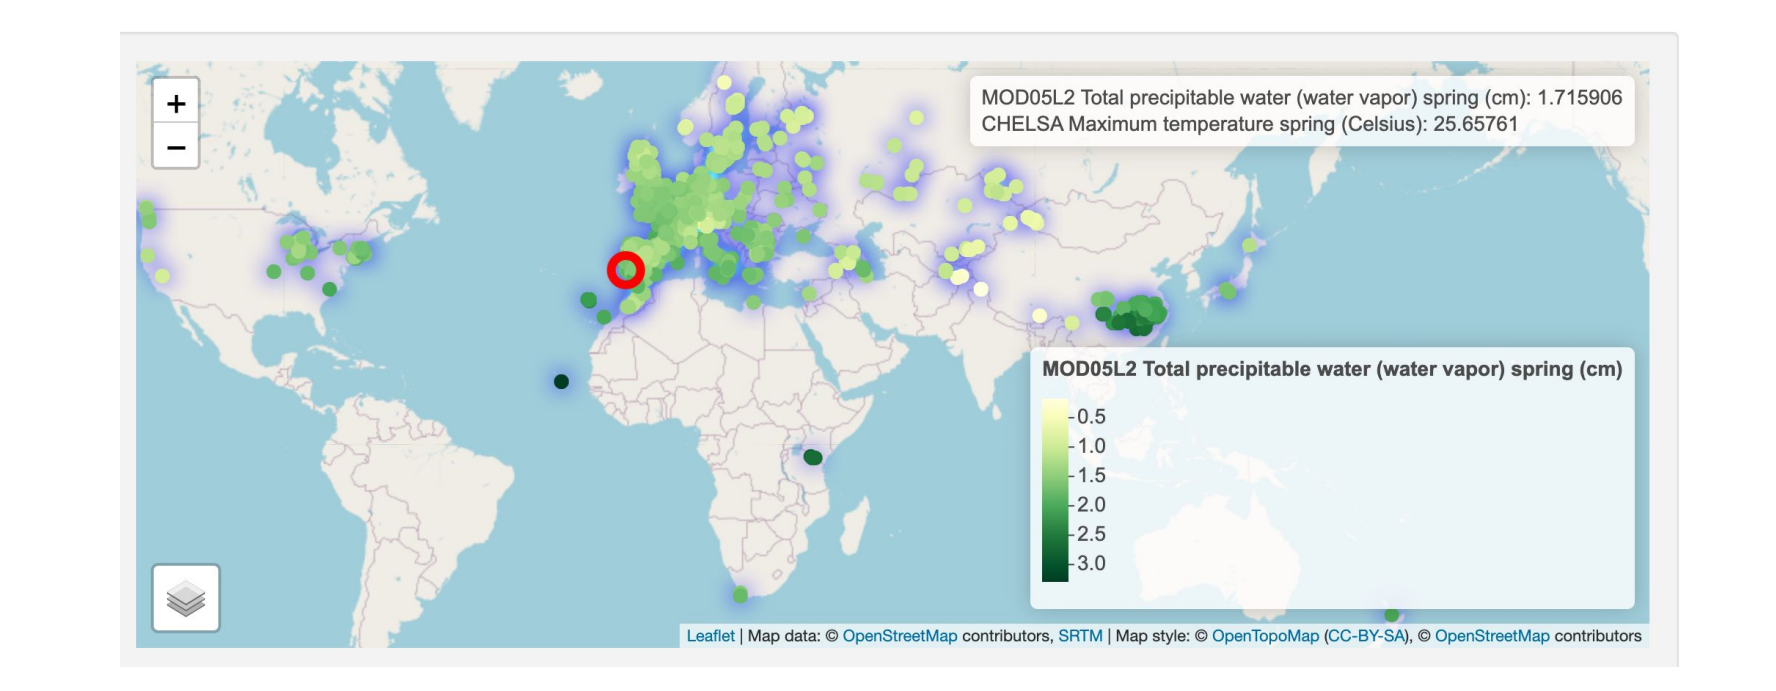 +
−
MOD05L2 Total precipitable water (water vapor) spring (cm): 1.715906
CHELSA Maximum temperature spring (Celsius): 25.65761
MOD05L2 Total precipitable water (water vapor) spring (cm)
0.5
1.0
1.5
2.0
2.5
3.0
Leaflet | Map data: © OpenStreetMap contributors, SRTM | Map style: © OpenTopoMap (CC-BY-SA), © OpenStreetMap contributors